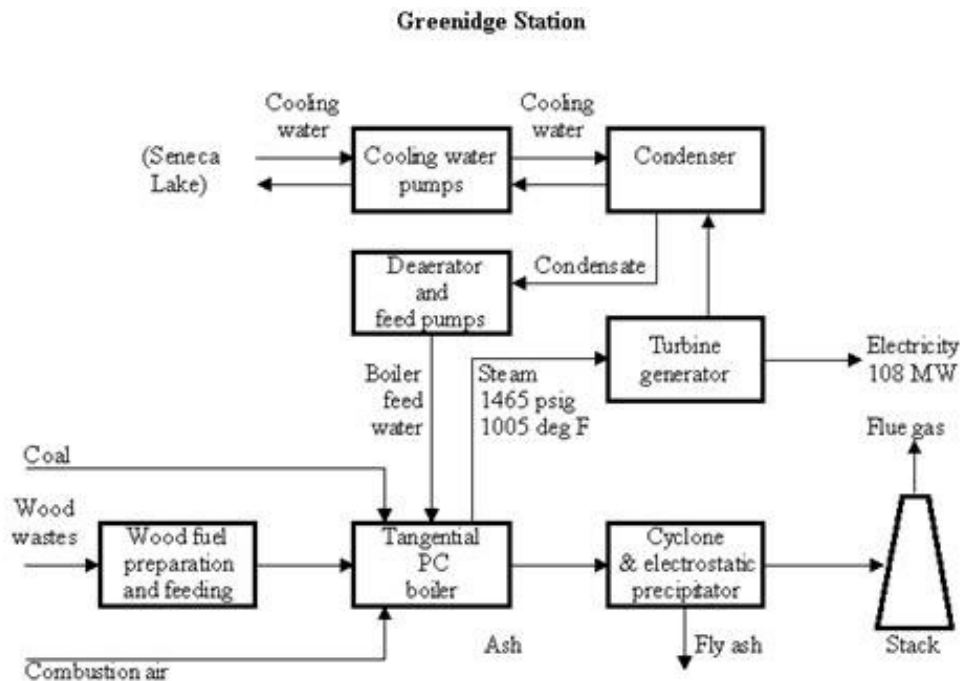 Greenidge Station
Cooling
water
Cooling
water
(Seneca
Lake)
Cooling water
pumps
Condenser
Deaerator
and
feed pumps
Condensate
Turbine
generator
Electricity
108 MW
Boiler
feed
water
Steam
1465 psig
1005 deg F
Flue gas
Coal
Wood
wastes
Wood fuel
preparation
and feeding
Tangential
PC
boiler
Cyclone
& electrostatic
precipitator
Ash
Fly ash
Stack
Combustion air